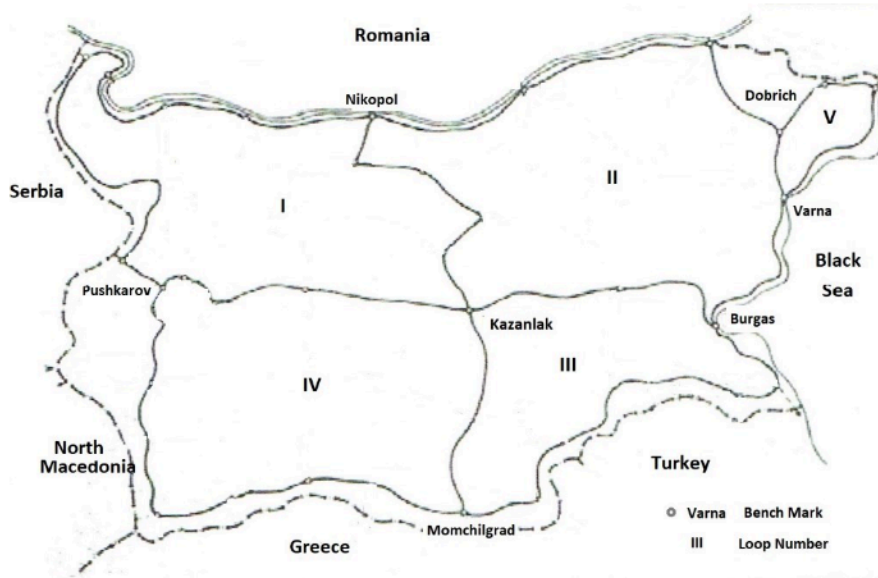 Romania
Nikopol
Dobrich
V
II
Serbia
I
Varna
Black
Sea
Pushkarov
Kazanlak
Burgas
III
IV
North
Macedonia
Turkey
Varna Bench Mark
Momchilgrad
III Loop Number
Greece